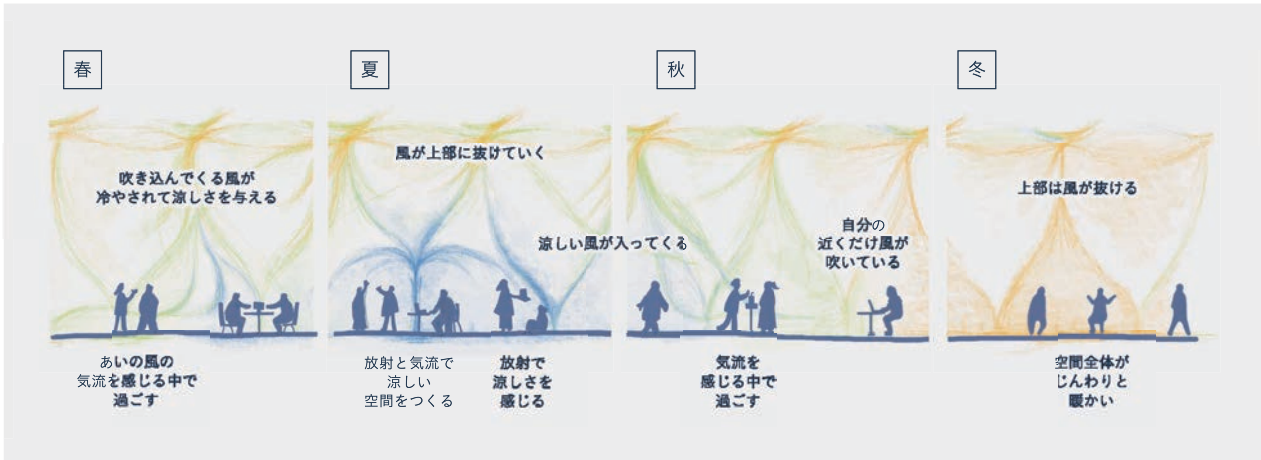 春
吹き込んでくる風が
冷やされて涼しさを与える
あいの風の
気流を感じる中で
過ごす
夏
風が上部に抜けていく
涼しい風が入ってくる
放射と気流で
涼しい
空間をつくる
放射で
涼しさを
感じる
秋
自分の
近くだけ風が
吹いている
気流を
感じる中で
過ごす
冬
上部は風が抜ける
空間全体が
じんわりと
暖かい